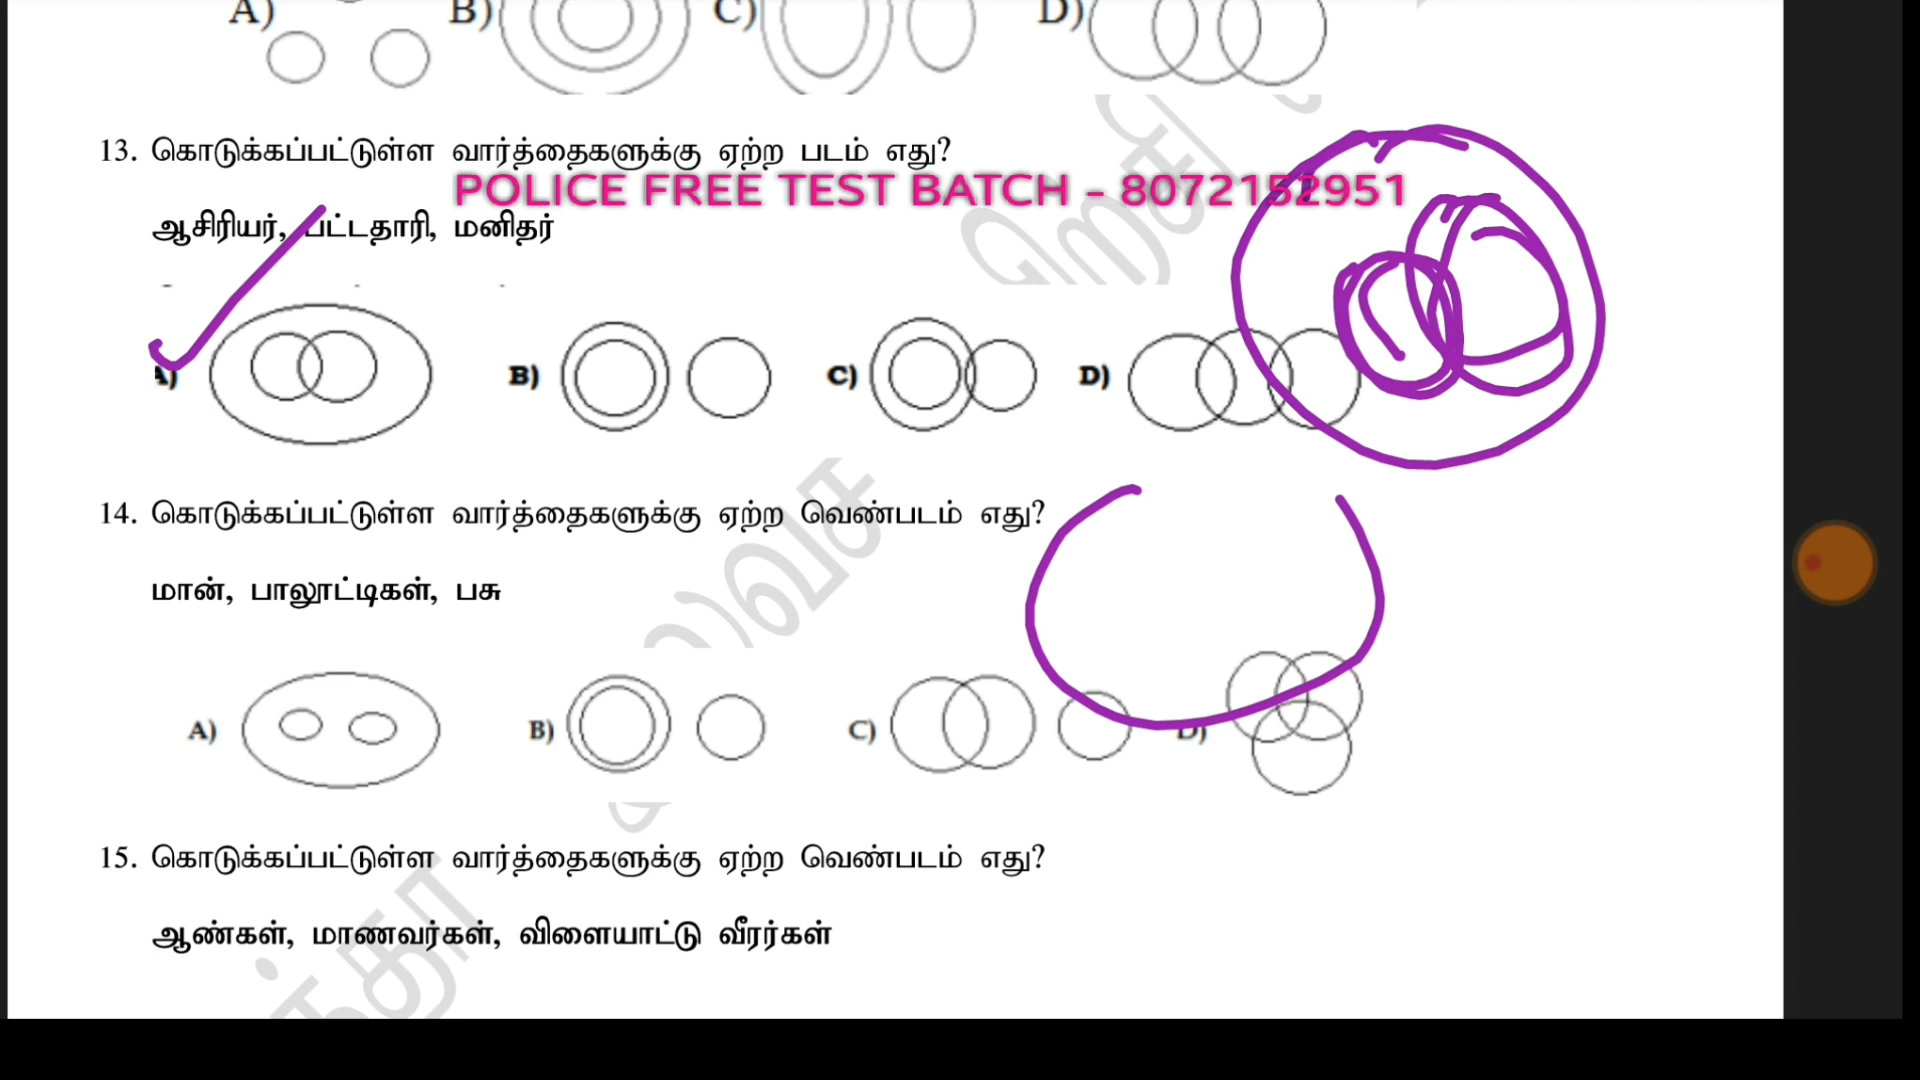 A) B) C) D)
13. கொடுக்கப்பட்டுள்ள வார்த்தைகளுக்கு ஏற்ற படம் எது?
POLICE FREE TEST BATCH - 8072152951
ஆசிரியர், பட்டதாரி, மனிதர்
A) B) C) D)
14. கொடுக்கப்பட்டுள்ள வார்த்தைகளுக்கு ஏற்ற வெண்படம் எது?
மான், பாலூட்டிகள், பசு
A) B) C) D)
15. கொடுக்கப்பட்டுள்ள வார்த்தைகளுக்கு ஏற்ற வெண்படம் எது?
ஆண்கள், மாணவர்கள், விளையாட்டு வீரர்கள்